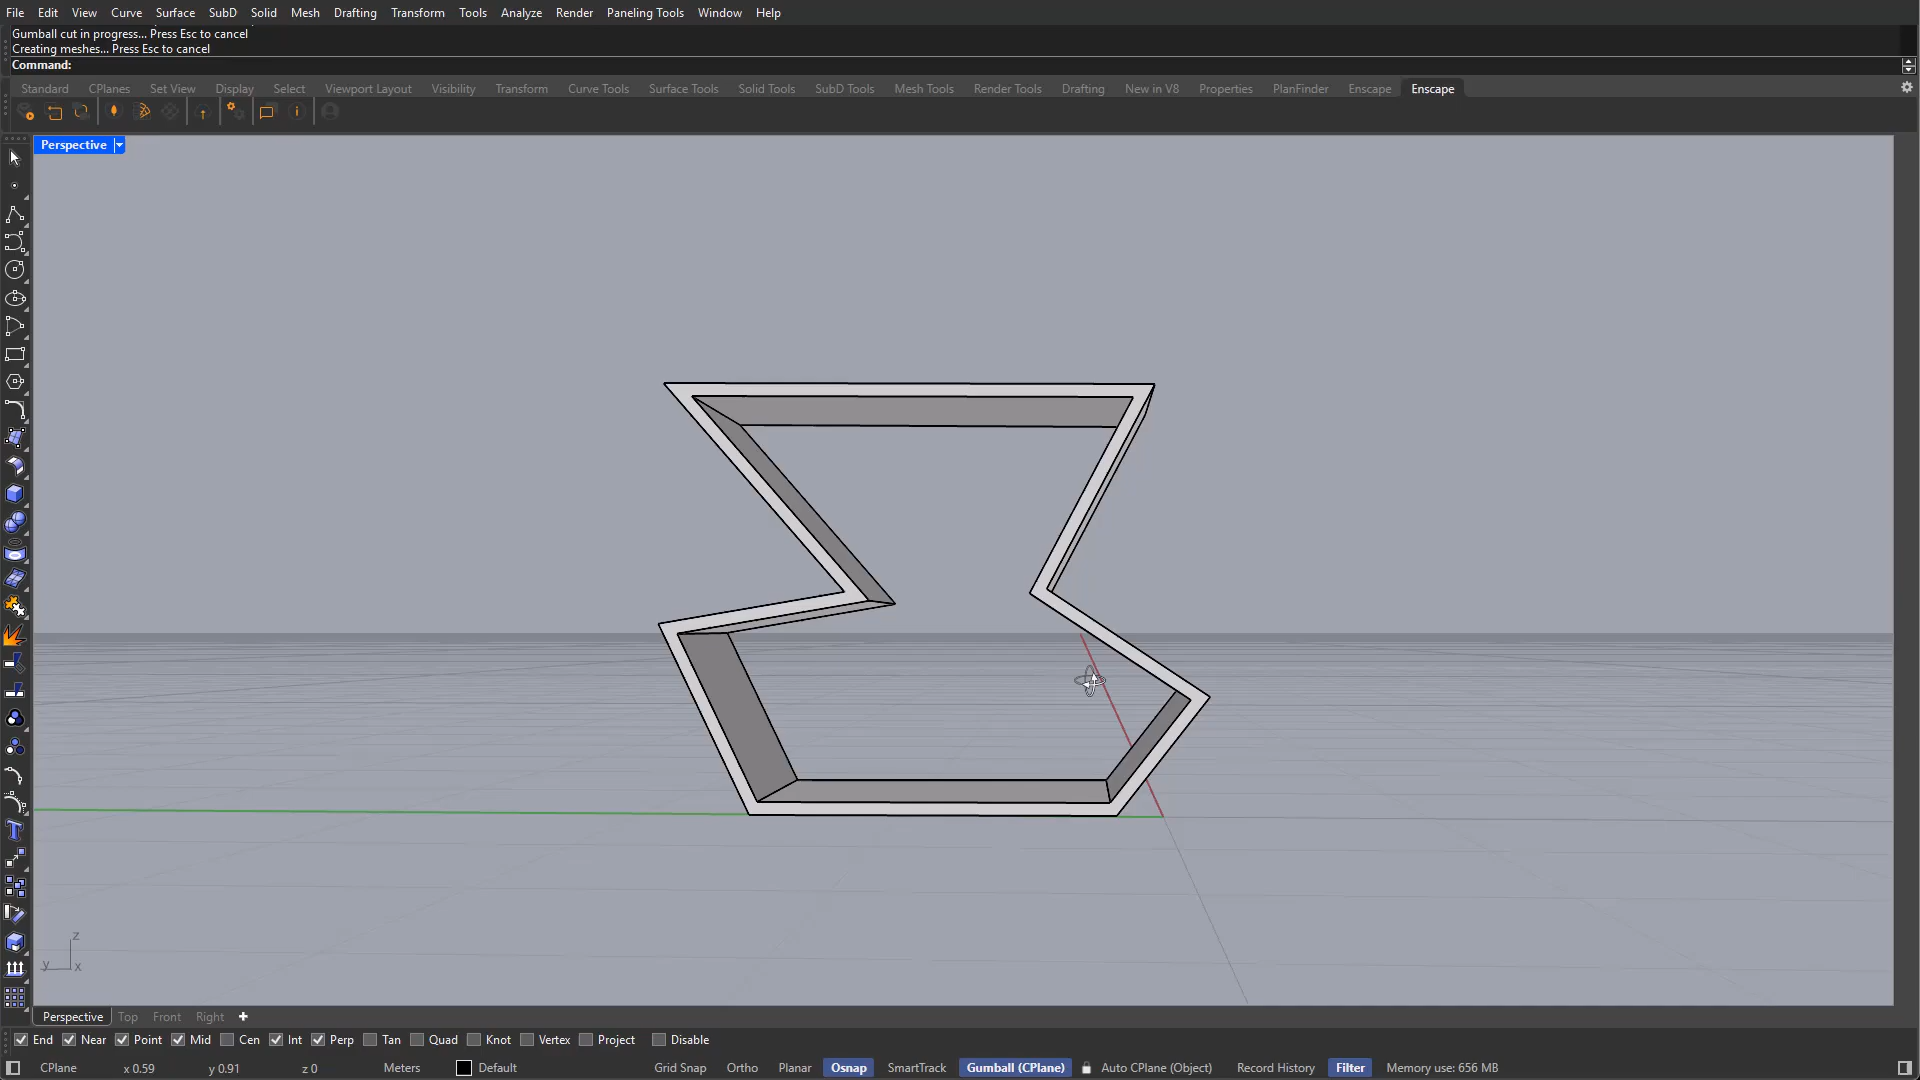 File Edit View Curve Surface SubD Solid Mesh Drafting Transform Tools Analyze Render Paneling Tools Window Help
Gumball cut in progress... Press Esc to cancel
Creating meshes... Press Esc to cancel
Command:
Standard CPlanes Set View Display Select Viewport Layout Visibility Transform Curve Tools Surface Tools Solid Tools SubD Tools Mesh Tools Render Tools Drafting New in V8 Properties PlanFinder Enscape Enscape
Perspective
z
y x
Perspective Top Front Right
End Near Point Mid Cen Int Perp Tan Quad Knot Vertex Project Disable
CPlane x 0.59 y 0.91 z 0 Meters Default Grid Snap Ortho Planar Osnap SmartTrack Gumball (CPlane) Auto CPlane (Object) Record History Filter Memory use: 656 MB